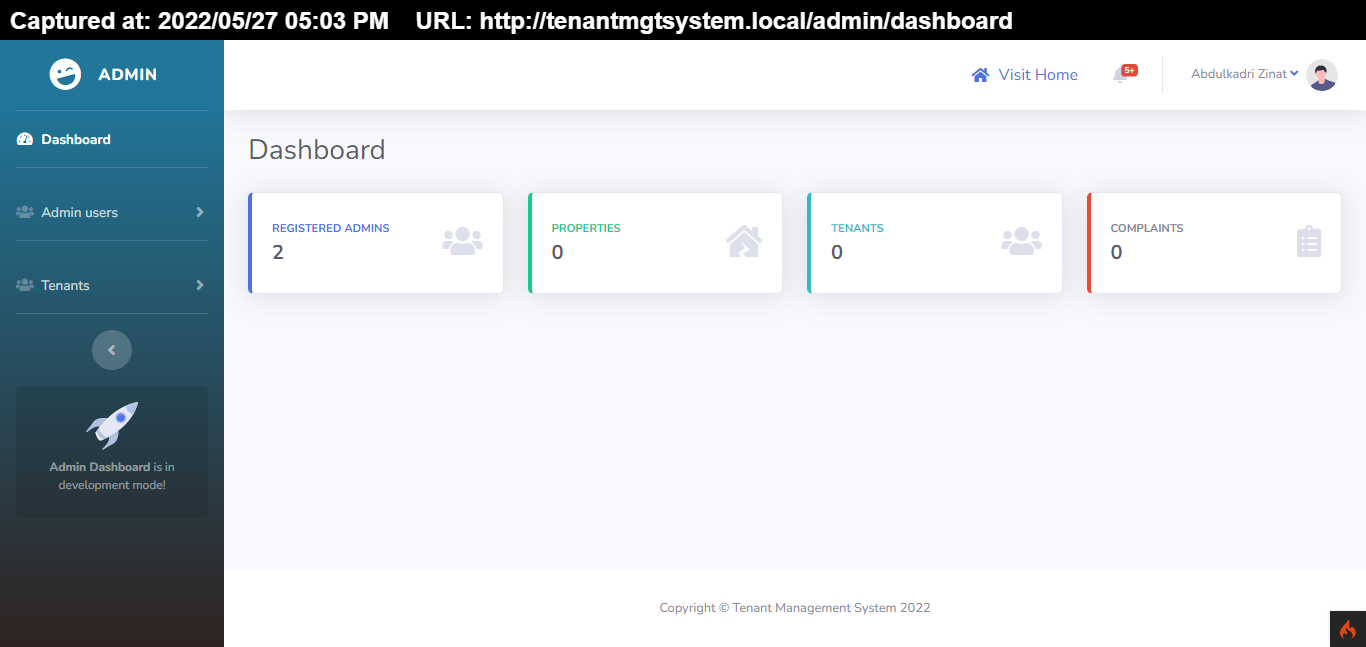 Captured at: 2022/05/27 05:03 PM URL: http://tenantmgtsystem.local/admin/dashboard
ADMIN
Visit Home
5+
Abdulkadri Zinat
Dashboard
Admin users
Tenants
Admin Dashboard is in
development mode!
Dashboard
REGISTERED ADMINS
2
PROPERTIES
0
TENANTS
0
COMPLAINTS
0
Copyright © Tenant Management System 2022